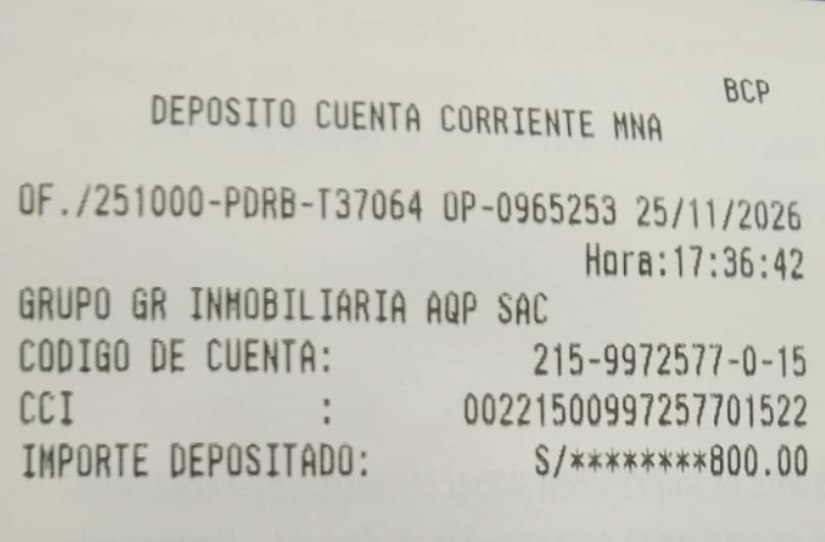 BCP
DEPOSITO CUENTA CORRIENTE MNA
OF./251000-PDRB-T37064 OP-0965253 25/11/2026
Hora:17:36:42
GRUPO GR INMOBILIARIA AQP SAC
CODIGO DE CUENTA: 215-9972577-0-15
CCI : 00221500997257701522
IMPORTE DEPOSITADO: S/********800.00